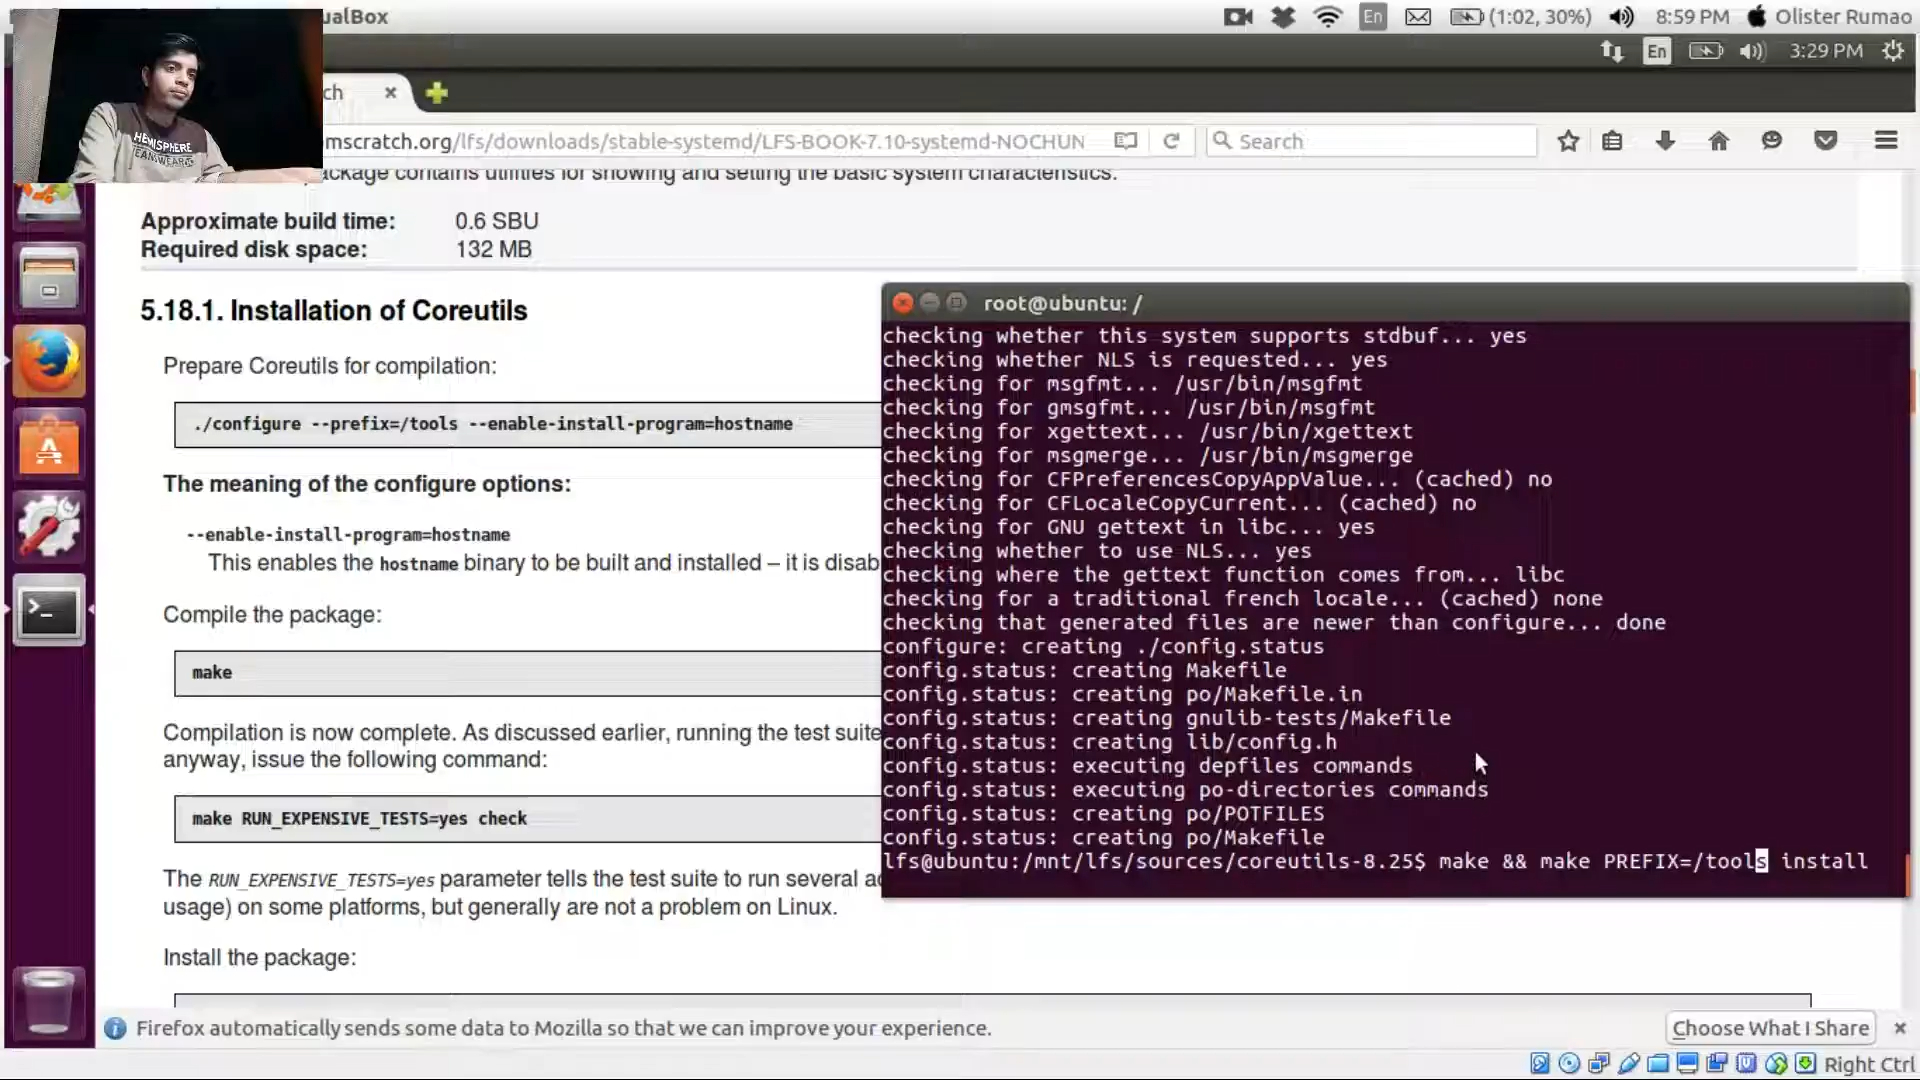 ualBox
En
(1:02, 30%)
8:59 PM
Olister Rumao
En
3:29 PM
ch
HEMISPHERE
mscratch.org/lfs/downloads/stable-systemd/LFS-BOOK-7.10-systemd-NOCHUN
Search
package contains utilities for showing and setting the basic system characteristics.
Approximate build time: 0.6 SBU
Required disk space: 132 MB
5.18.1. Installation of Coreutils
Prepare Coreutils for compilation:
./configure --prefix=/tools --enable-install-program=hostname
The meaning of the configure options:
--enable-install-program=hostname
This enables the hostname binary to be built and installed – it is disab
Compile the package:
make
Compilation is now complete. As discussed earlier, running the test suite
anyway, issue the following command:
make RUN_EXPENSIVE_TESTS=yes check
The RUN_EXPENSIVE_TESTS=yes parameter tells the test suite to run several ad
usage) on some platforms, but generally are not a problem on Linux.
Install the package:
root@ubuntu: /
checking whether this system supports stdbuf... yes
checking whether NLS is requested... yes
checking for msgfmt... /usr/bin/msgfmt
checking for gmsgfmt... /usr/bin/msgfmt
checking for xgettext... /usr/bin/xgettext
checking for msgmerge... /usr/bin/msgmerge
checking for CFPreferencesCopyAppValue... (cached) no
checking for CFLocaleCopyCurrent... (cached) no
checking for GNU gettext in libc... yes
checking whether to use NLS... yes
checking where the gettext function comes from... libc
checking for a traditional french locale... (cached) none
checking that generated files are newer than configure... done
configure: creating ./config.status
config.status: creating Makefile
config.status: creating po/Makefile.in
config.status: creating gnulib-tests/Makefile
config.status: creating lib/config.h
config.status: executing depfiles commands
config.status: executing po-directories commands
config.status: creating po/POTFILES
config.status: creating po/Makefile
lfs@ubuntu:/mnt/lfs/sources/coreutils-8.25$ make && make PREFIX=/tools install
Firefox automatically sends some data to Mozilla so that we can improve your experience.
Choose What I Share
Right Ctrl